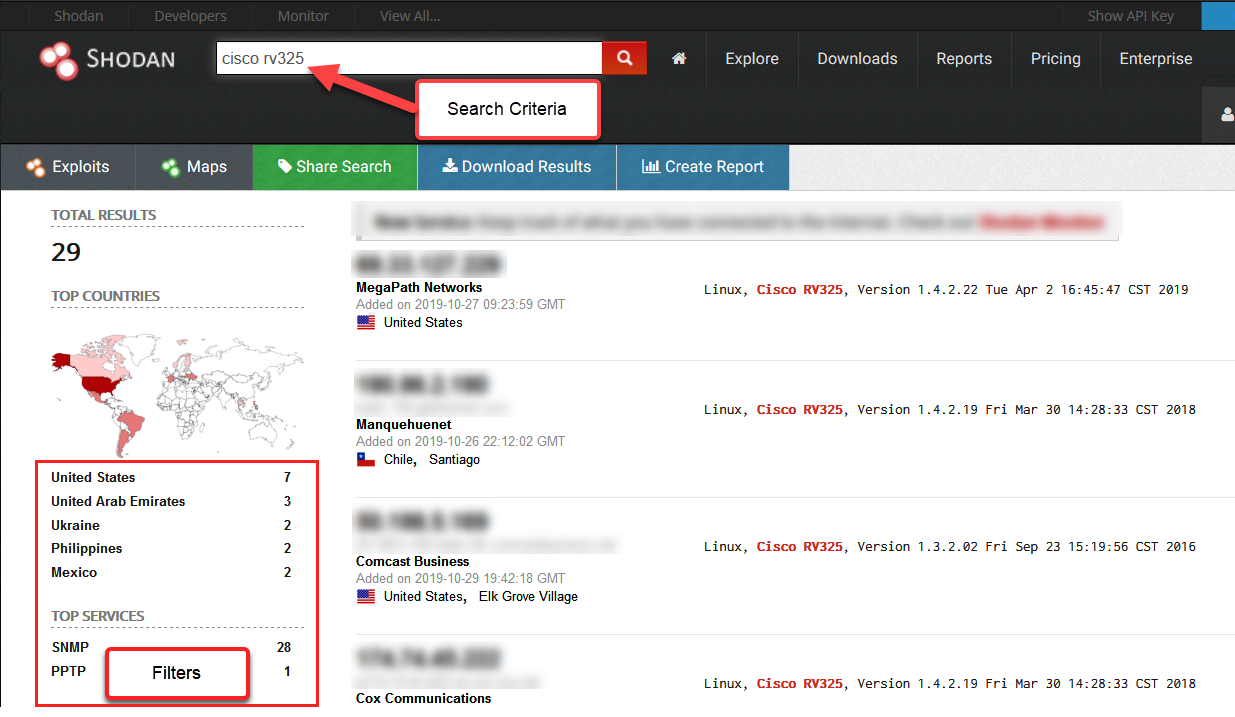 Shodan Developers Monitor View All... Show API Key
SHODAN cisco rv325 Explore Downloads Reports Pricing Enterprise
Search Criteria
Exploits Maps Share Search Download Results Create Report
TOTAL RESULTS
29
TOP COUNTRIES
United States 7
United Arab Emirates 3
Ukraine 2
Philippines 2
Mexico 2
TOP SERVICES
SNMP 28
PPTP 1
Filters
MegaPath Networks
Added on 2019-10-27 09:23:59 GMT
United States
Linux, Cisco RV325, Version 1.4.2.22 Tue Apr 2 16:45:47 CST 2019
Manquehuenet
Added on 2019-10-26 22:12:02 GMT
Chile, Santiago
Linux, Cisco RV325, Version 1.4.2.19 Fri Mar 30 14:28:33 CST 2018
Comcast Business
Added on 2019-10-29 19:42:18 GMT
United States, Elk Grove Village
Linux, Cisco RV325, Version 1.3.2.02 Fri Sep 23 15:19:56 CST 2016
Cox Communications
Linux, Cisco RV325, Version 1.4.2.19 Fri Mar 30 14:28:33 CST 2018